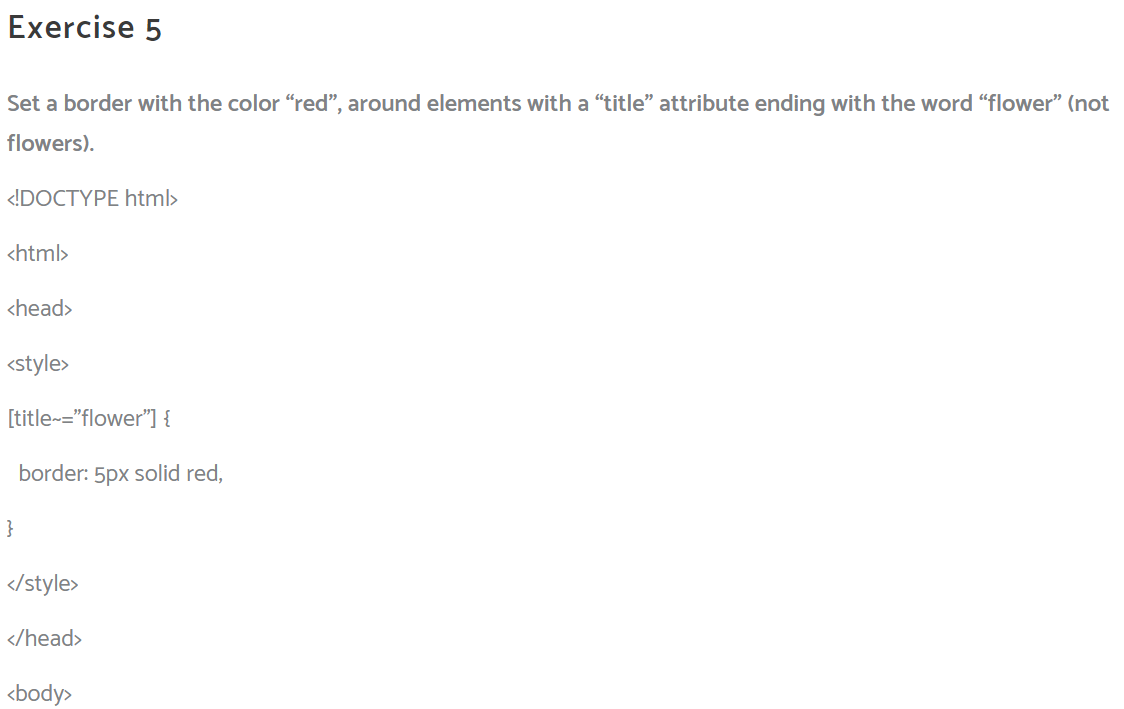 Exercise 5
Set a border with the color “red”, around elements with a “title” attribute ending with the word “flower” (not
flowers).
<!DOCTYPE html>
<html>
<head>
<style>
[title~=”flower”] {
  border: 5px solid red,
}
</style>
</head>
<body>